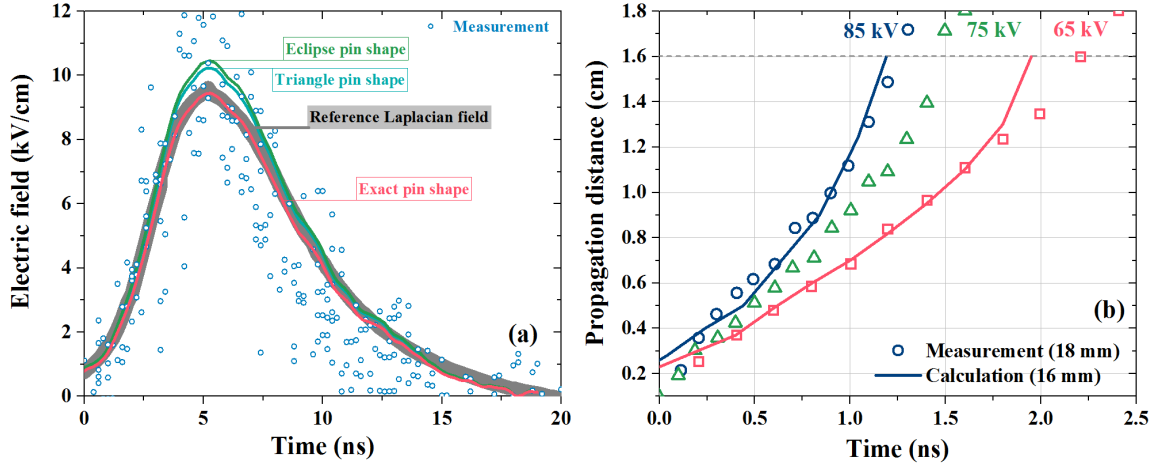 12
10
8
6
4
2
0
Electric field (kV/cm)
Measurement
Eclipse pin shape
Triangle pin shape
Reference Laplacian field
Exact pin shape
(a)
0
5
10
15
20
Time (ns)
1.8
1.6
1.4
1.2
1.0
0.8
0.6
0.4
0.2
Propagation distance (cm)
85 kV
75 kV
65 kV
(b)
Measurement (18 mm)
Calculation (16 mm)
0.0
0.5
1.0
1.5
2.0
2.5
Time (ns)